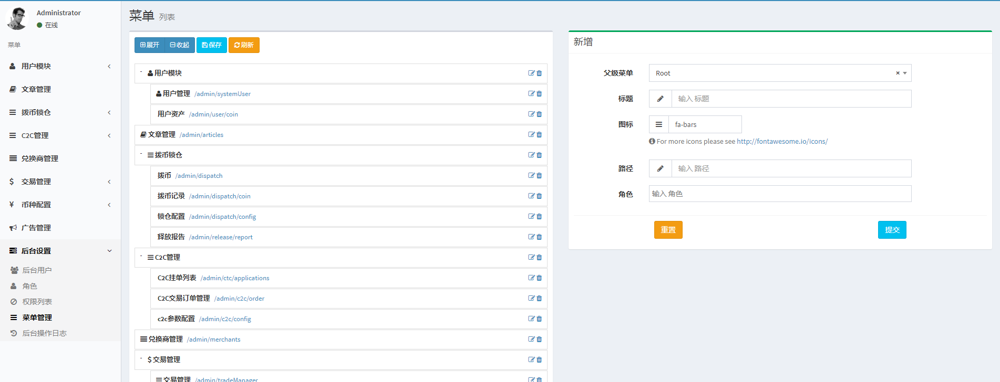 Administrator
在线
菜单
用户模块
文章管理
拨币锁仓
C2C管理
兑换商管理
交易管理
币种配置
广告管理
后台设置
后台用户
角色
权限列表
菜单管理
后台操作日志
菜单 列表
展开 收起 保存 刷新
用户模块
用户管理 /admin/systemUser
用户资产 /admin/user/coin
文章管理 /admin/articles
拨币锁仓
拨币 /admin/dispatch
拨币记录 /admin/dispatch/coin
锁仓配置 /admin/dispatch/config
释放报告 /admin/release/report
C2C管理
C2C挂单列表 /admin/ctc/applications
C2C交易订单管理 /admin/c2c/order
c2c参数配置 /admin/c2c/config
兑换商管理 /admin/merchants
交易管理
交易管理 /admin/tradeManager
新增
父级菜单 Root
标题 输入 标题
图标 fa-bars
For more icons please see http://fontawesome.io/icons/
路径 输入 路径
角色 输入 角色
重置 提交